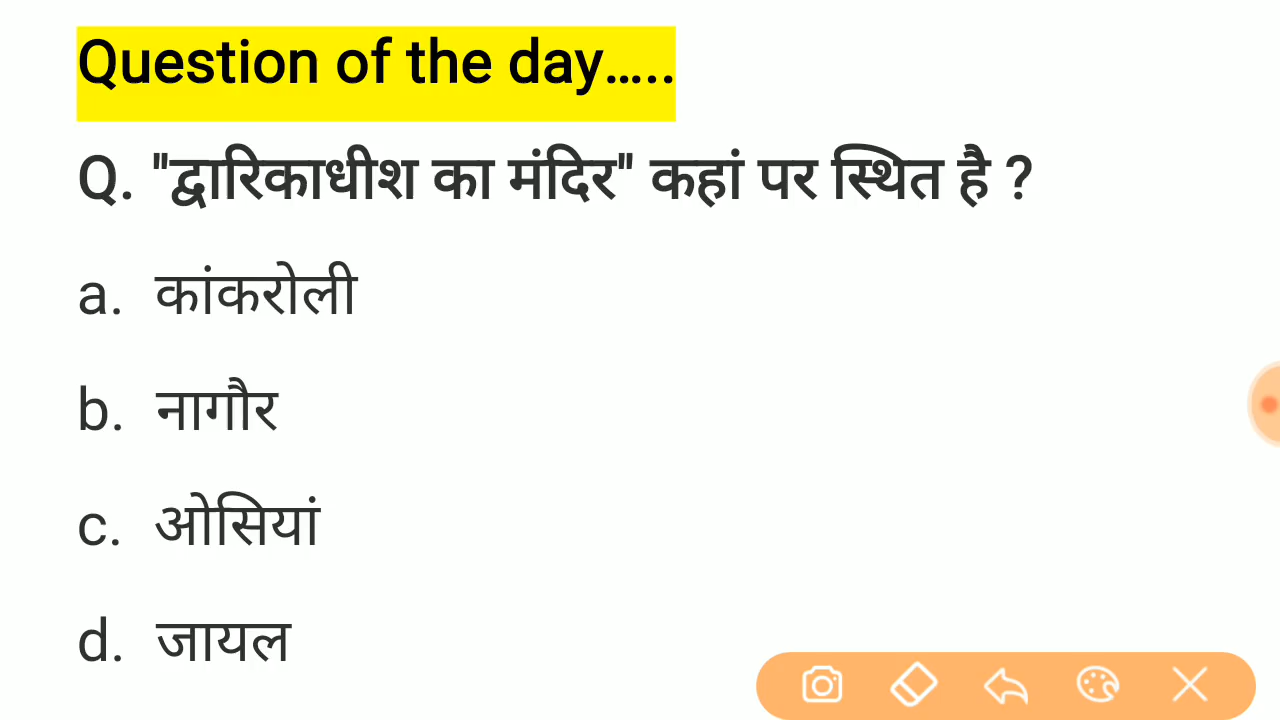 Question of the day.....
Q. "द्वारिकाधीश का मंदिर" कहां पर स्थित है ?
a. कांकरोली
b. नागौर
c. ओसियां
d. जायल